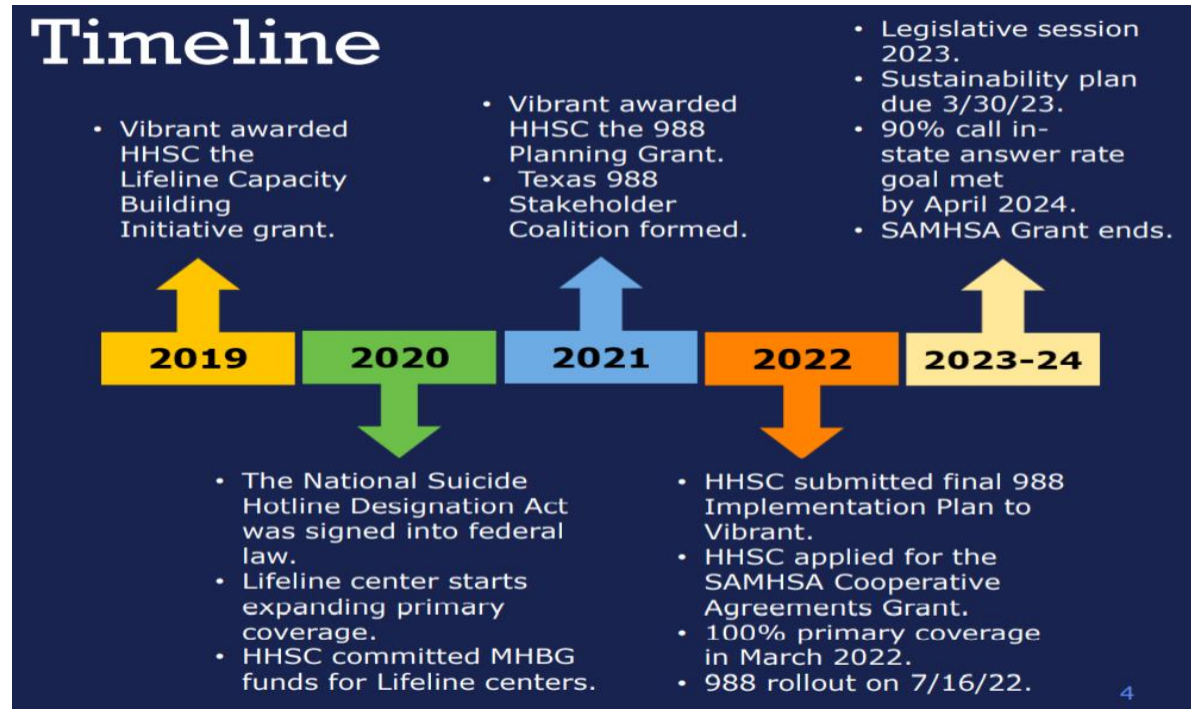 Timeline
• Vibrant awarded
HHSC the
Lifeline Capacity
Building
Initiative grant.
• Vibrant awarded
HHSC the 988
Planning Grant.
• Texas 988
Stakeholder
Coalition formed.
• Legislative session
2023.
• Sustainability plan
due 3/30/23.
• 90% call in-
state answer rate
goal met
by April 2024.
• SAMHSA Grant ends.
2019
2020
2021
2022
2023-24
• The National Suicide
Hotline Designation Act
was signed into federal
law.
• Lifeline center starts
expanding primary
coverage.
• HHSC committed MHBG
funds for Lifeline centers.
• HHSC submitted final 988
Implementation Plan to
Vibrant.
• HHSC applied for the
SAMHSA Cooperative
Agreements Grant.
• 100% primary coverage
in March 2022.
• 988 rollout on 7/16/22.
4